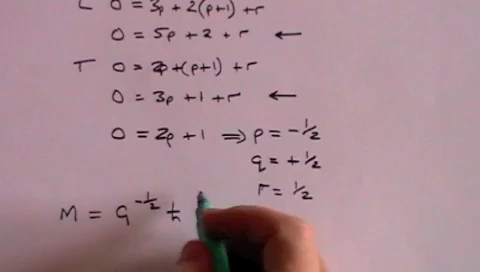 L 0 = 3p + 2(p+1) + r
0 = 5p + 2 + r ←
T 0 = 2p + (p+1) + r
0 = 3p + 1 + r ←
0 = 2p + 1 ⇒ p = -1/2
q = +1/2
r = 1/2
M = G^-1/2 ħ